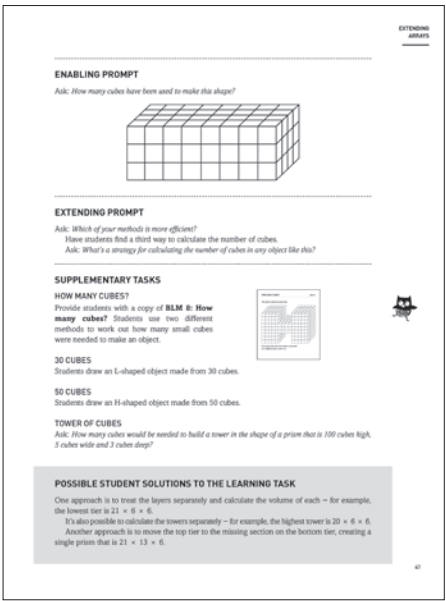 EXTENDING
ARRAYS
ENABLING PROMPT
Ask: How many cubes have been used to make this shape?
EXTENDING PROMPT
Ask: Which of your methods is more efficient?
Have students find a third way to calculate the number of cubes.
Ask: What's a strategy for calculating the number of cubes in any object like this?
SUPPLEMENTARY TASKS
HOW MANY CUBES?
Provide students with a copy of BLM 8: How
many cubes? Students use two different
methods to work out how many small cubes
were needed to make an object.
30 CUBES
Students draw an L-shaped object made from 30 cubes.
50 CUBES
Students draw an H-shaped object made from 50 cubes.
TOWER OF CUBES
Ask: How many cubes would be needed to build a tower in the shape of a prism that is 100 cubes high,
5 cubes wide and 3 cubes deep?
POSSIBLE STUDENT SOLUTIONS TO THE LEARNING TASK
One approach is to treat the layers separately and calculate the volume of each – for example,
the lowest tier is 21 × 6 × 6.
It's also possible to calculate the towers separately – for example, the highest tower is 20 × 6 × 6.
Another approach is to move the top tier to the missing section on the bottom tier, creating a
single prism that is 21 × 13 × 6.